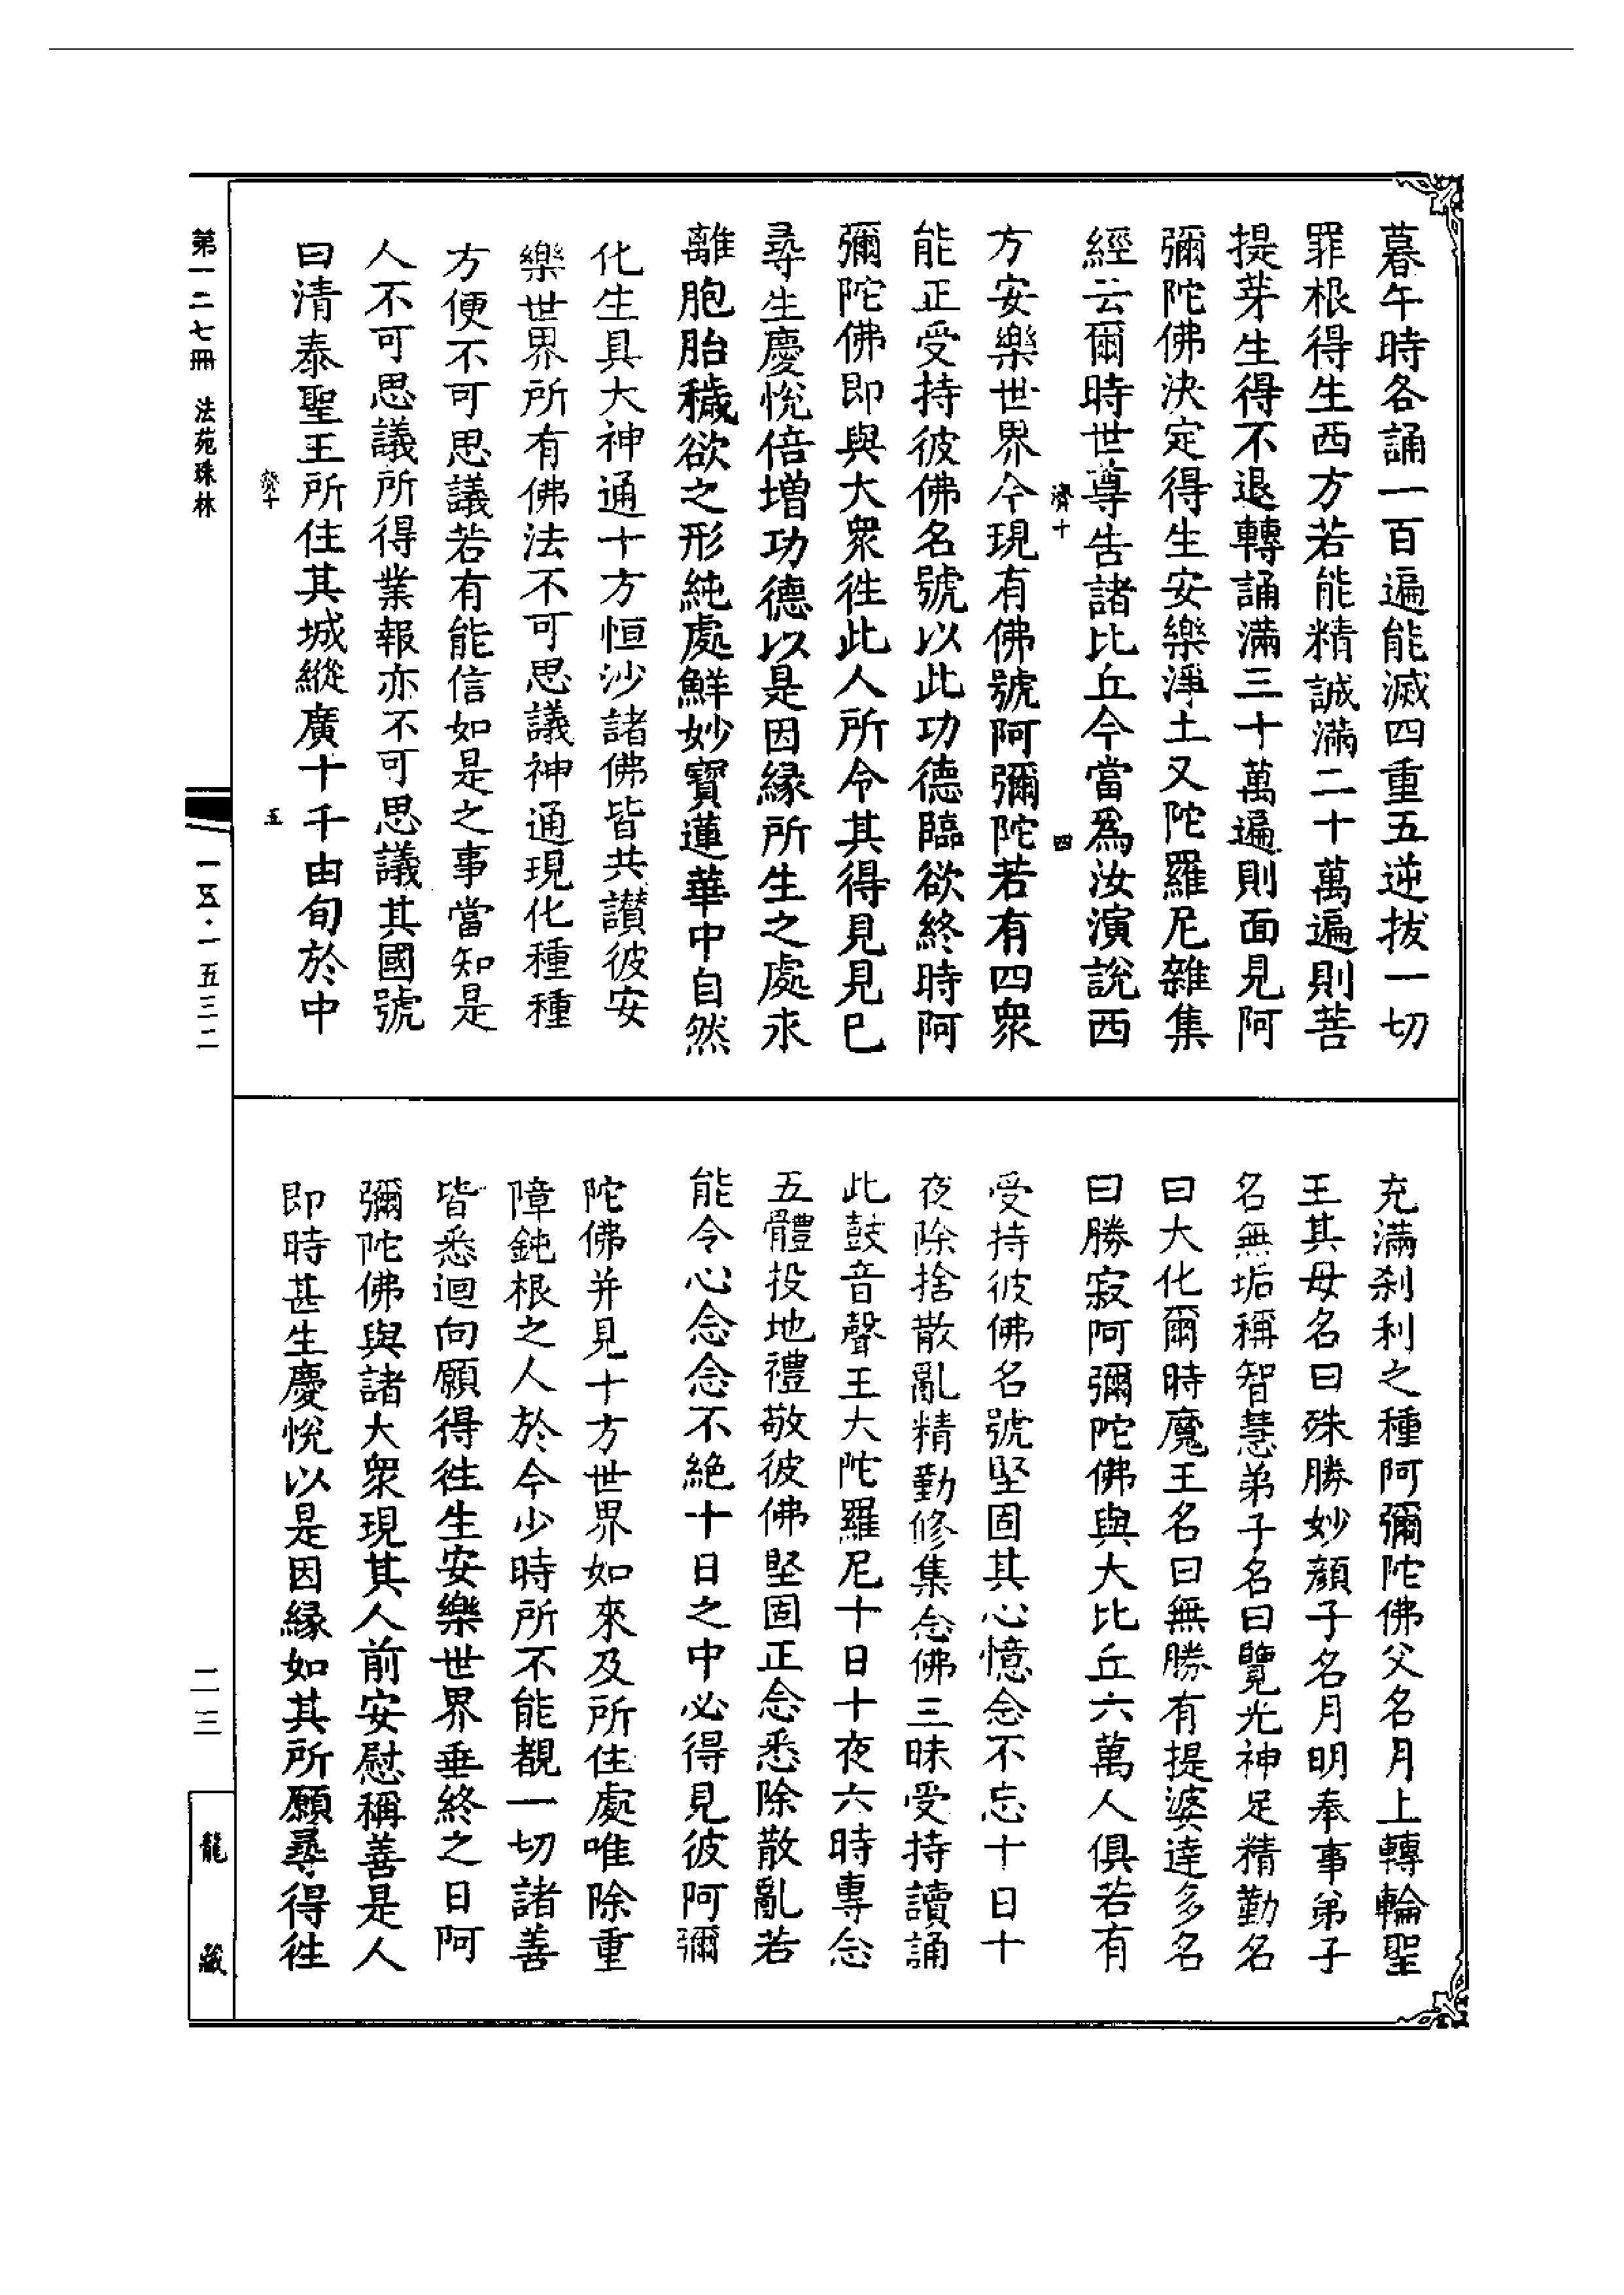 暮午時各誦一百遍能滅四重五逆拔一切
罪根得生西方若能精誠滿二十萬遍則菩
提芽生得不退轉誦滿三十萬遍則面見阿
彌陀佛決定得生安樂淨土又陀羅尼雜集
經云爾時世尊告諸比丘今當為汝演說西
濟十
四
方安樂世界今現有佛號阿彌陀若有四眾
能正受持彼佛名號以此功德臨欲終時阿
彌陀佛即與大眾往此人所令其得見見已
尋生慶悅倍增功德以是因緣所生之處永
離胞胎穢欲之形純處鮮妙寶蓮華中自然
化生具大神通十方恒沙諸佛皆共讚彼安
樂世界所有佛法不可思議神通現化種種
方便不可思議若有能信如是之事當知是
人不可思議所得業報亦不可思議其國號
曰清泰聖王所住其城縱廣十千由旬於中
五
充滿剎利之種阿彌陀佛父名月上轉輪聖
王其母名曰殊勝妙顏子名月明奉事弟子
名無垢稱智慧弟子名曰覽光神足精勤名
曰大化爾時魔王名曰無勝有提婆達多名
曰勝寂阿彌陀佛與大比丘六萬人俱若有
受持彼佛名號堅固其心憶念不忘十日十
夜除捨散亂精勤修集念佛三昧受持讀誦
此鼓音聲王大陀羅尼十日十夜六時專念
五體投地禮敬彼佛堅固正念悉除散亂若
能令心念念不絕十日之中必得見彼阿彌
陀佛并見十方世界如來及所住處唯除重
障鈍根之人於今少時所不能覩一切諸善
皆悉迴向願得往生安樂世界垂終之日阿
彌陀佛與諸大眾現其人前安慰稱善是人
即時甚生慶悅以是因緣如其所願尋得往
第一二七冊 法苑珠林
一五·一五三二
二三
龍藏